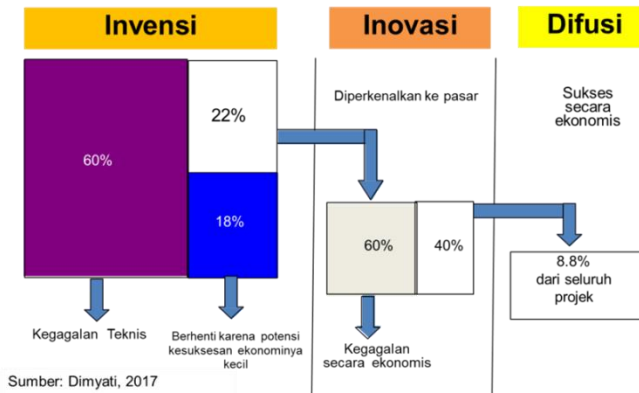 Invensi
Inovasi
Difusi
60%
22%
18%
Kegagalan Teknis
Berhenti karena potensi
kesuksesan ekonominya
kecil
Diperkenalkan ke pasar
60%
40%
Kegagalan
secara ekonomis
Sukses
secara
ekonomis
8.8%
dari seluruh
projek
Sumber: Dimyati, 2017